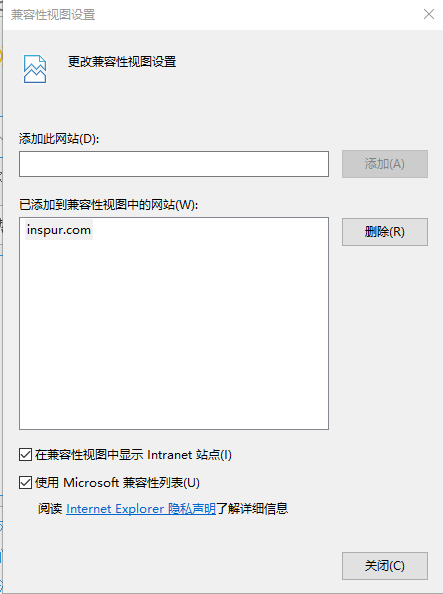 兼容性视图设置
更改兼容性视图设置
添加此网站(D):
添加(A)
已添加到兼容性视图中的网站(W):
inspur.com
删除(R)
在兼容性视图中显示 Intranet 站点(I)
使用 Microsoft 兼容性列表(U)
阅读 Internet Explorer 隐私声明了解详细信息
关闭(C)